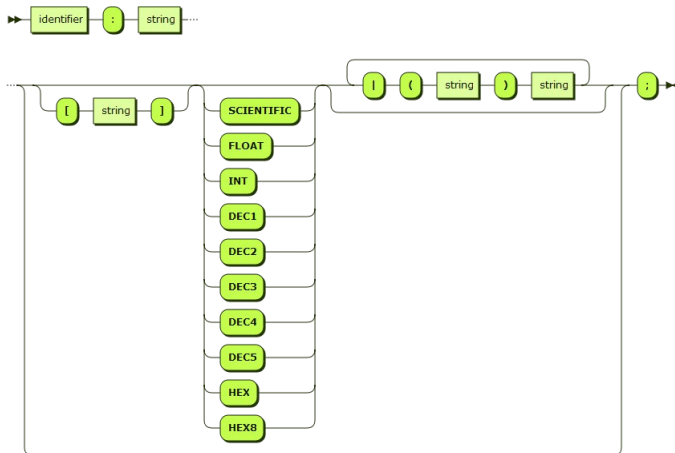 identifier : string
[ string ] | ( string ) string ;
SCIENTIFIC
FLOAT
INT
DEC1
DEC2
DEC3
DEC4
DEC5
HEX
HEX8